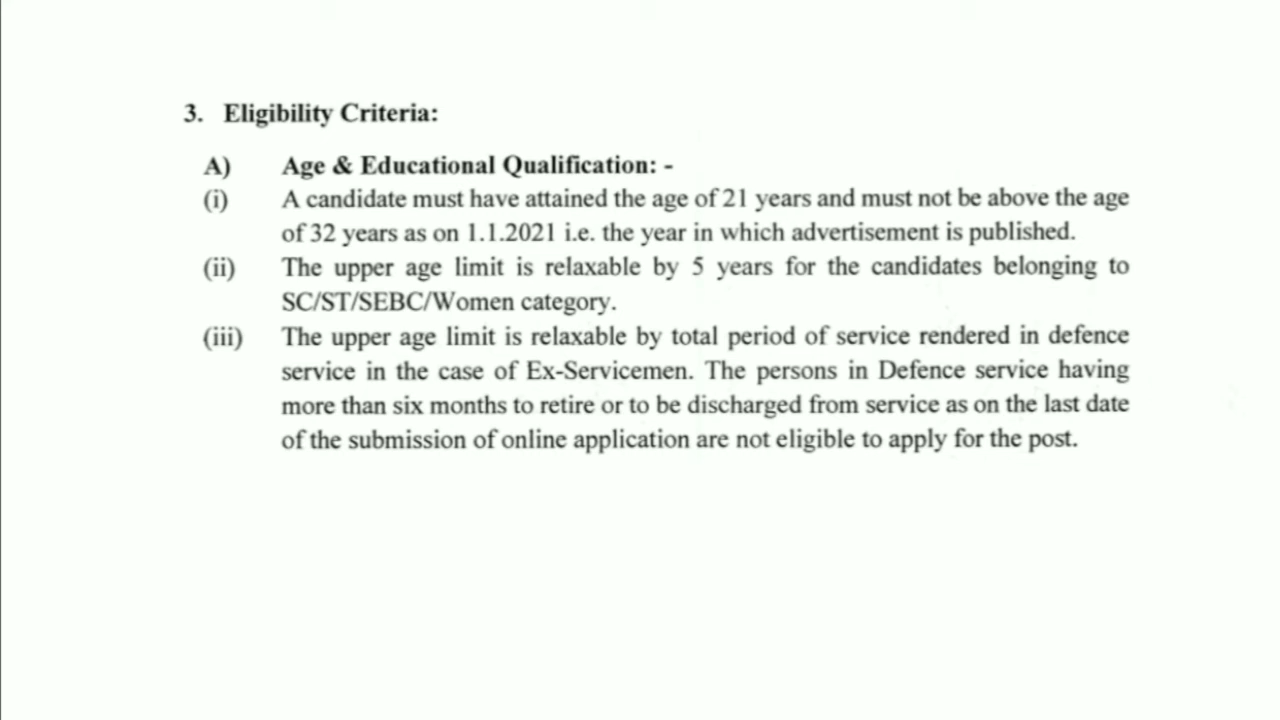 3. Eligibility Criteria:
A) Age & Educational Qualification: -
(i) A candidate must have attained the age of 21 years and must not be above the age
of 32 years as on 1.1.2021 i.e. the year in which advertisement is published.
(ii) The upper age limit is relaxable by 5 years for the candidates belonging to
SC/ST/SEBC/Women category.
(iii) The upper age limit is relaxable by total period of service rendered in defence
service in the case of Ex-Servicemen. The persons in Defence service having
more than six months to retire or to be discharged from service as on the last date
of the submission of online application are not eligible to apply for the post.